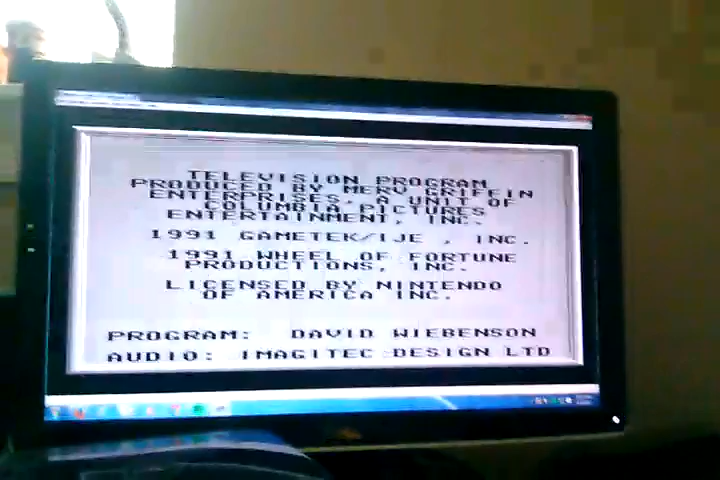 TELEVISION PROGRAM
PRODUCED BY MERV GRIFFIN
ENTERPRISES, A UNIT OF
COLUMBIA PICTURES
ENTERTAINMENT, INC.
1991 GAMETEK/IJE , INC.
1991 WHEEL OF FORTUNE
PRODUCTIONS, INC.
LICENSED BY NINTENDO
OF AMERICA INC.
PROGRAM: DAVID WIEBENSON
AUDIO: IMAGITEC DESIGN LTD